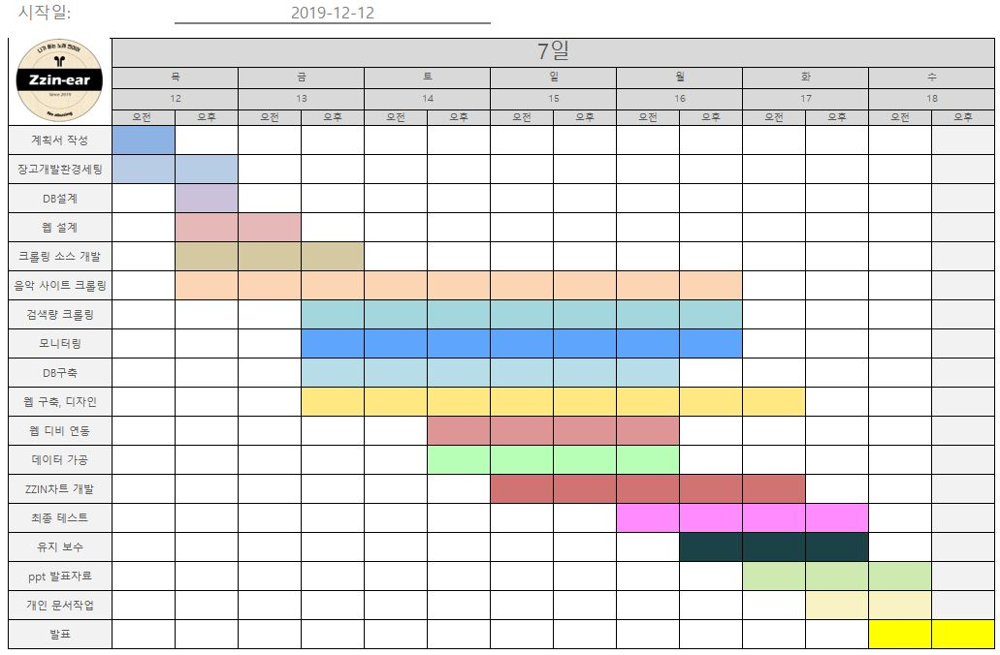 시작일: 2019-12-12
Zzin-ear
Since 2019
No abusing
7일
목 금 토 일 월 화 수
12 13 14 15 16 17 18
오전 오후 오전 오후 오전 오후 오전 오후 오전 오후 오전 오후 오전 오후
계획서 작성
장고개발환경세팅
DB설계
웹 설계
크롤링 소스 개발
음악 사이트 크롤링
검색량 크롤링
모니터링
DB구축
웹 구축, 디자인
웹 디비 연동
데이터 가공
ZZIN차트 개발
최종 테스트
유지 보수
ppt 발표자료
개인 문서작업
발표